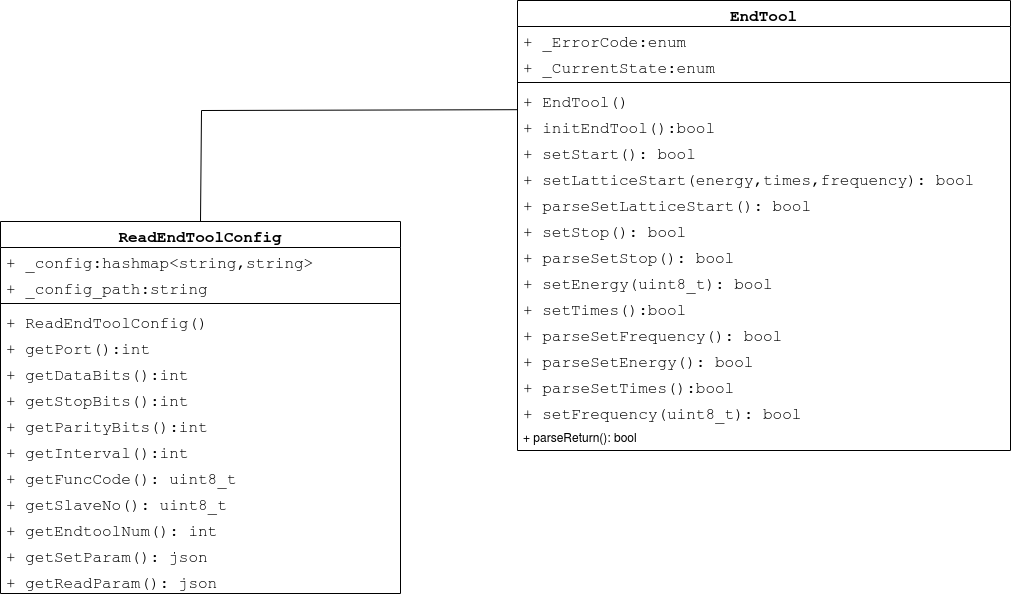 EndTool
+ _ErrorCode:enum
+ _CurrentState:enum
+ EndTool()
+ initEndTool():bool
+ setStart(): bool
+ setLatticeStart(energy,times,frequency): bool
+ parseSetLatticeStart(): bool
+ setStop(): bool
+ parseSetStop(): bool
+ setEnergy(uint8_t): bool
+ setTimes():bool
+ parseSetFrequency(): bool
+ parseSetEnergy(): bool
+ parseSetTimes():bool
+ setFrequency(uint8_t): bool
+ parseReturn(): bool
ReadEndToolConfig
+ _config:hashmap<string,string>
+ _config_path:string
+ ReadEndToolConfig()
+ getPort():int
+ getDataBits():int
+ getStopBits():int
+ getParityBits():int
+ getInterval():int
+ getFuncCode(): uint8_t
+ getSlaveNo(): uint8_t
+ getEndtoolNum(): int
+ getSetParam(): json
+ getReadParam(): json